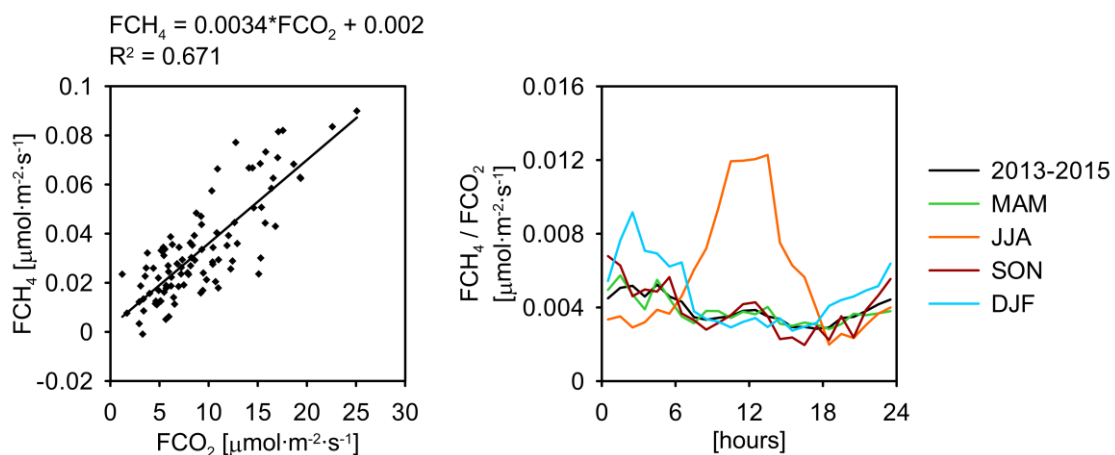 FCH₄ = 0.0034*FCO₂ + 0.002
R² = 0.671
FCH₄ [μmol·m⁻²·s⁻¹]
0.1
0.08
0.06
0.04
0.02
0
-0.02
0 5 10 15 20 25 30
FCO₂ [μmol·m⁻²·s⁻¹]
FCH₄ / FCO₂
[μmol·m⁻²·s⁻¹]
0.016
0.012
0.008
0.004
0
0 6 12 18 24
[hours]
2013-2015
MAM
JJA
SON
DJF